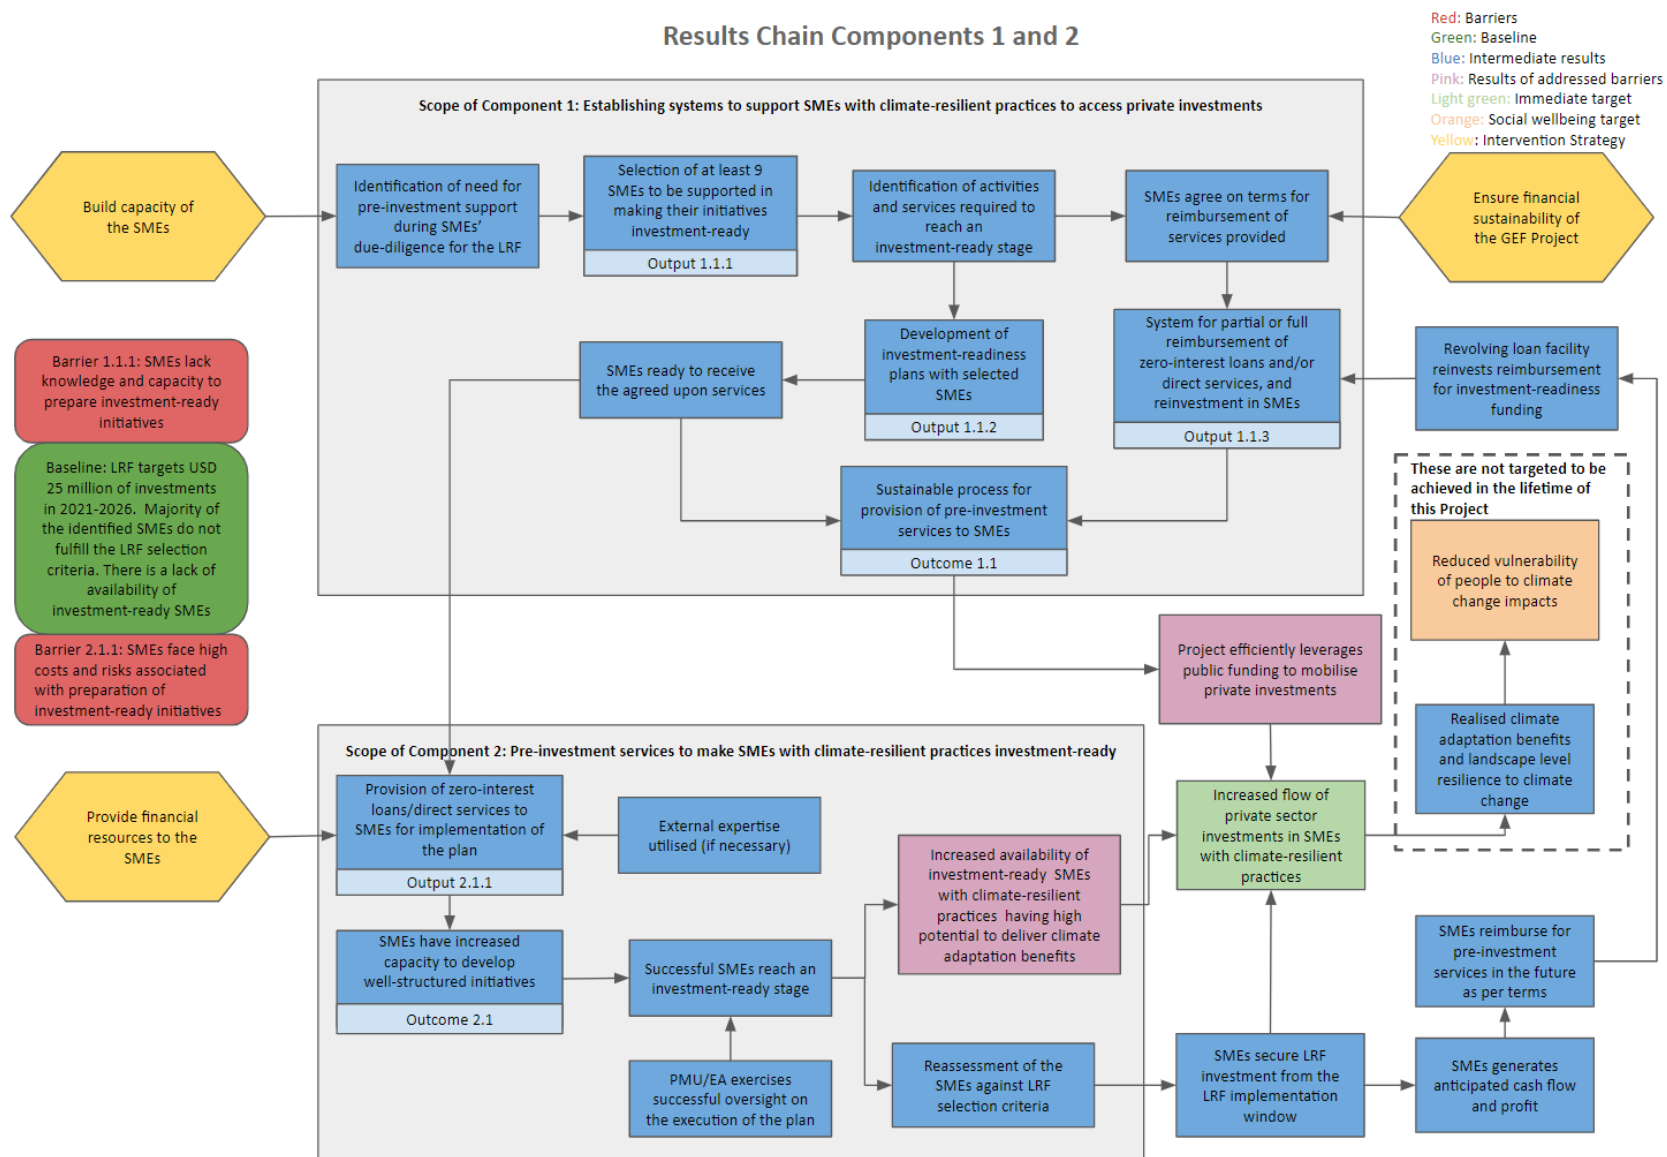 Results Chain Components 1 and 2
Red: Barriers
Green: Baseline
Blue: Intermediate results
Pink: Results of addressed barriers
Light green: Immediate target
Orange: Social wellbeing target
Yellow: Intervention Strategy
Scope of Component 1: Establishing systems to support SMEs with climate-resilient practices to access private investments
Build capacity of
the SMEs
Identification of need for
pre-investment support
during SMEs'
due-diligence for the LRF
Selection of at least 9
SMEs to be supported in
making their initiatives
investment-ready
Output 1.1.1
Identification of activities
and services required to
reach an
investment-ready stage
SMEs agree on terms for
reimbursement of
services provided
Ensure financial
sustainability of
the GEF Project
Barrier 1.1.1: SMEs lack
knowledge and capacity to
prepare investment-ready
initiatives
SMEs ready to receive
the agreed upon services
Development of
investment-readiness
plans with selected
SMEs
Output 1.1.2
System for partial or full
reimbursement of
zero-interest loans and/or
direct services, and
reinvestment in SMEs
Output 1.1.3
Revolving loan facility
reinvests reimbursement
for investment-readiness
funding
Baseline: LRF targets USD
25 million of investments
in 2021-2026. Majority of
the identified SMEs do not
fulfill the LRF selection
criteria. There is a lack of
availability of
investment-ready SMEs
Sustainable process for
provision of pre-investment
services to SMEs
Outcome 1.1
These are not targeted to be
achieved in the lifetime of
this Project
Reduced vulnerability
of people to climate
change impacts
Barrier 2.1.1: SMEs face high
costs and risks associated
with preparation of
investment-ready initiatives
Project efficiently leverages
public funding to mobilise
private investments
Realised climate
adaptation benefits
and landscape level
resilience to climate
change
Scope of Component 2: Pre-investment services to make SMEs with climate-resilient practices investment-ready
Provide financial
resources to the
SMEs
Provision of zero-interest
loans/direct services to
SMEs for implementation of
the plan
Output 2.1.1
External expertise
utilised (if necessary)
Increased availability of
investment-ready SMEs
with climate-resilient
practices having high
potential to deliver climate
adaptation benefits
Increased flow of
private sector
investments in SMEs
with climate-resilient
practices
SMEs have increased
capacity to develop
well-structured initiatives
Outcome 2.1
Successful SMEs reach an
investment-ready stage
SMEs reimburse for
pre-investment
services in the future
as per terms
PMU/EA exercises
successful oversight on
the execution of the plan
Reassessment of the
SMEs against LRF
selection criteria
SMEs secure LRF
investment from the
LRF implementation
window
SMEs generates
anticipated cash flow
and profit